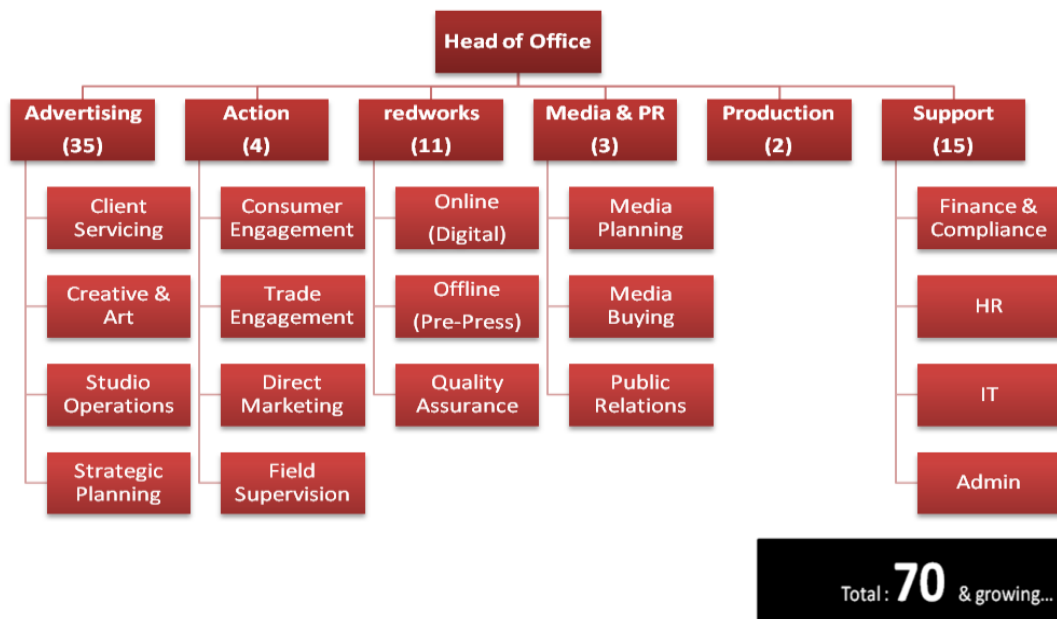 Head of Office
Advertising
(35)
Action
(4)
redworks
(11)
Media & PR
(3)
Production
(2)
Support
(15)
Client
Servicing
Creative &
Art
Studio
Operations
Strategic
Planning
Consumer
Engagement
Trade
Engagement
Direct
Marketing
Field
Supervision
Online
(Digital)
Offline
(Pre-Press)
Quality
Assurance
Media
Planning
Media
Buying
Public
Relations
Finance &
Compliance
HR
IT
Admin
Total : 70 & growing...